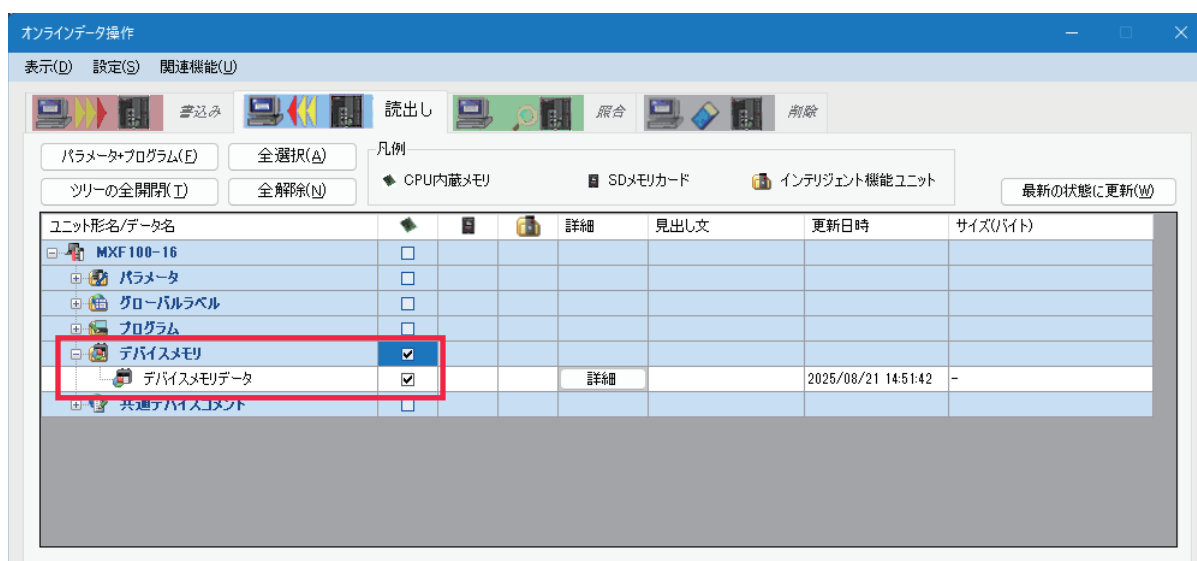 オンラインデータ操作
表示(D) 設定(S) 関連機能(U)
書込み 読出し 照合 削除
パラメータ+プログラム(F) 全選択(A) 凡例
CPU内蔵メモリ SDメモリカード インテリジェント機能ユニット
ツリーの全開閉(T) 全解除(N) 最新の状態に更新(W)
ユニット形名/データ名 詳細 見出し文 更新日時 サイズ(バイト)
MXF100-16
パラメータ
グローバルラベル
プログラム
デバイスメモリ
デバイスメモリデータ 詳細 2025/08/21 14:51:42 -
共通デバイスコメント